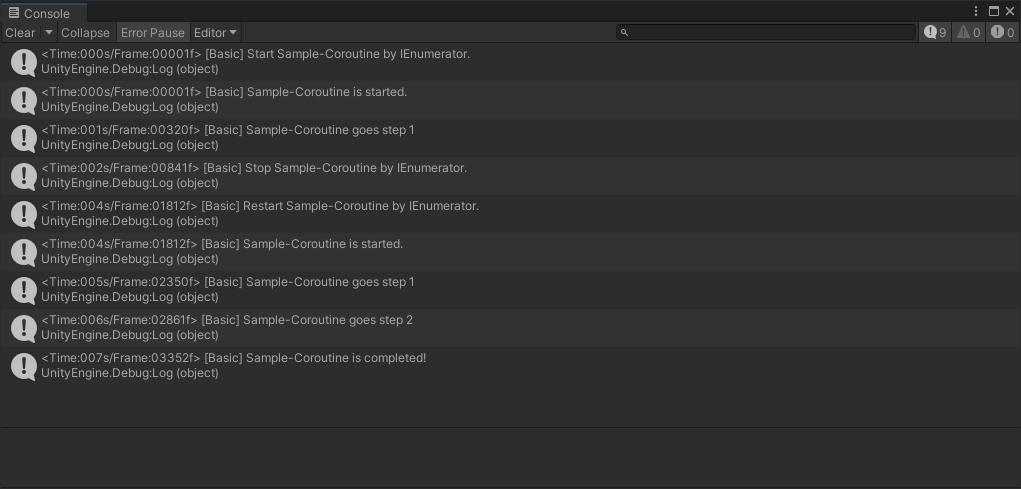 Console
Clear Collapse Error Pause Editor 9 0 0
<Time:000s/Frame:00001f> [Basic] Start Sample-Coroutine by IEnumerator.
UnityEngine.Debug:Log (object)
<Time:000s/Frame:00001f> [Basic] Sample-Coroutine is started.
UnityEngine.Debug:Log (object)
<Time:001s/Frame:00320f> [Basic] Sample-Coroutine goes step 1
UnityEngine.Debug:Log (object)
<Time:002s/Frame:00841f> [Basic] Stop Sample-Coroutine by IEnumerator.
UnityEngine.Debug:Log (object)
<Time:004s/Frame:01812f> [Basic] Restart Sample-Coroutine by IEnumerator.
UnityEngine.Debug:Log (object)
<Time:004s/Frame:01812f> [Basic] Sample-Coroutine is started.
UnityEngine.Debug:Log (object)
<Time:005s/Frame:02350f> [Basic] Sample-Coroutine goes step 1
UnityEngine.Debug:Log (object)
<Time:006s/Frame:02861f> [Basic] Sample-Coroutine goes step 2
UnityEngine.Debug:Log (object)
<Time:007s/Frame:03352f> [Basic] Sample-Coroutine is completed!
UnityEngine.Debug:Log (object)